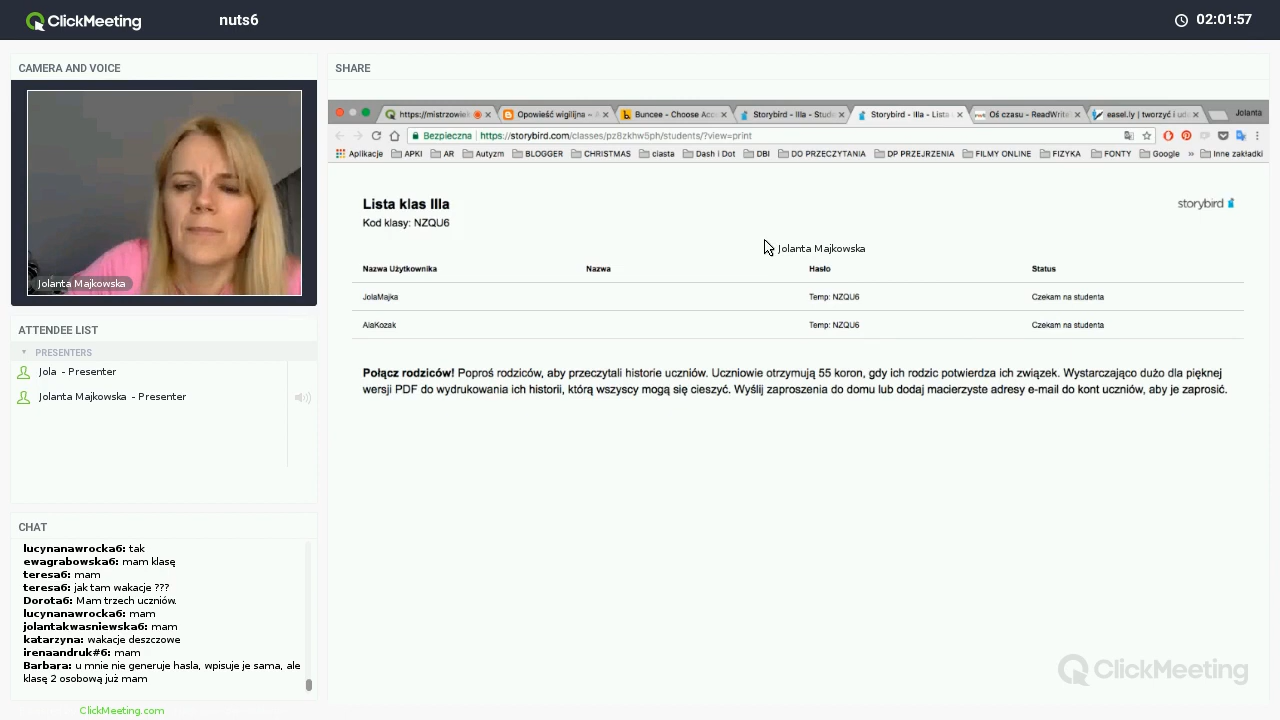 ClickMeeting
nuts6
02:01:57
CAMERA AND VOICE
Jolanta Majkowska
ATTENDEE LIST
PRESENTERS
Jola - Presenter
Jolanta Majkowska - Presenter
CHAT
lucynanawrocka6: tak
ewagrabowska6: mam klasę
teresa6: mam
teresa6: jak tam wakacje ???
Dorota6: Mam trzech uczniów.
lucynanawrocka6: mam
jolantakwasniewska6: mam
katarzyna: wakacje deszczowe
irenaandruk#6: mam
Barbara: u mnie nie generuje hasla, wpisuje je sama, ale
klasę 2 osobową już mam
ClickMeeting.com
SHARE
https://mistrzowie
Opowieść wigilijna –
Buncee - Choose Acc
Storybird - Illa - Stude
Storybird - Illa - Lista
Oś czasu - ReadWrite
easel.ly | tworzyć i u
Jolanta
Bezpieczna https://storybird.com/classes/pz8zkhw5ph/students/?view=print
Aplikacje APKI AR Autyzm BLOGGER CHRISTMAS ciasta Dash i Dot DBI DO PRZECZYTANIA DP PRZEJRZENIA FILMY ONLINE FIZYKA FONTY Google » Inne zakładki
Lista klas IIIa
storybird
Kod klasy: NZQU6
Jolanta Majkowska
Nazwa Użytkownika Nazwa Hasło Status
JolaMajka Temp: NZQU6 Czekam na studenta
AlaKozak Temp: NZQU6 Czekam na studenta
Połącz rodziców! Poproś rodziców, aby przeczytali historie uczniów. Uczniowie otrzymują 55 koron, gdy ich rodzic potwierdza ich związek. Wystarczająco dużo dla pięknej
wersji PDF do wydrukowania ich historii, którą wszyscy mogą się cieszyć. Wyślij zaproszenia do domu lub dodaj macierzyste adresy e-mail do kont uczniów, aby je zaprosić.
ClickMeeting